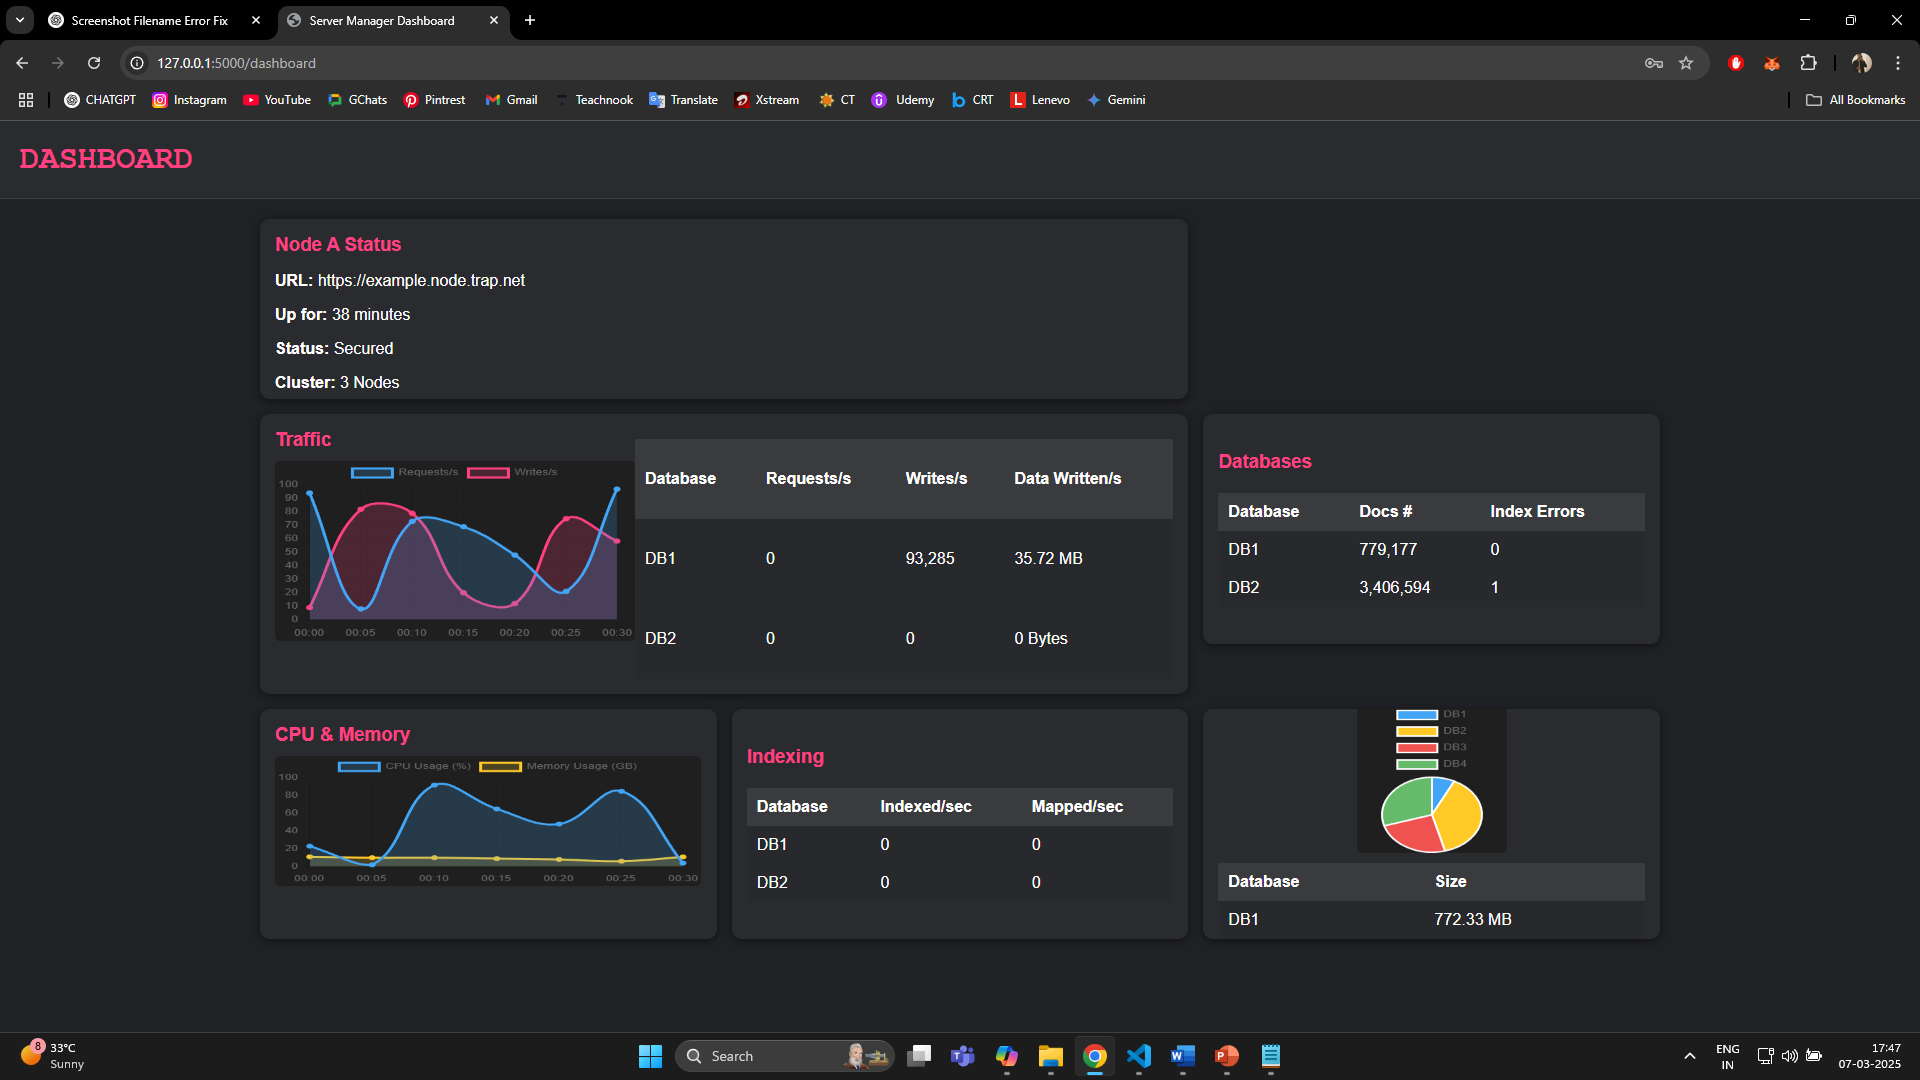 Screenshot Filename Error Fix
Server Manager Dashboard
127.0.0.1:5000/dashboard
CHATGPT Instagram YouTube GChats Pintrest Gmail Teachnook Translate Xstream CT Udemy CRT Lenevo Gemini All Bookmarks
DASHBOARD
Node A Status
URL: https://example.node.trap.net
Up for: 38 minutes
Status: Secured
Cluster: 3 Nodes
Traffic
Requests/s Writes/s
100
90
80
70
60
50
40
30
20
10
0
00:00 00:05 00:10 00:15 00:20 00:25 00:30
Database Requests/s Writes/s Data Written/s
DB1 0 93,285 35.72 MB
DB2 0 0 0 Bytes
Databases
Database Docs # Index Errors
DB1 779,177 0
DB2 3,406,594 1
CPU & Memory
CPU Usage (%) Memory Usage (GB)
100
80
60
40
20
0
00:00 00:05 00:10 00:15 00:20 00:25 00:30
Indexing
Database Indexed/sec Mapped/sec
DB1 0 0
DB2 0 0
DB1
DB2
DB3
DB4
Database Size
DB1 772.33 MB
8
33°C
Sunny
Search
ENG
IN
17:47
07-03-2025